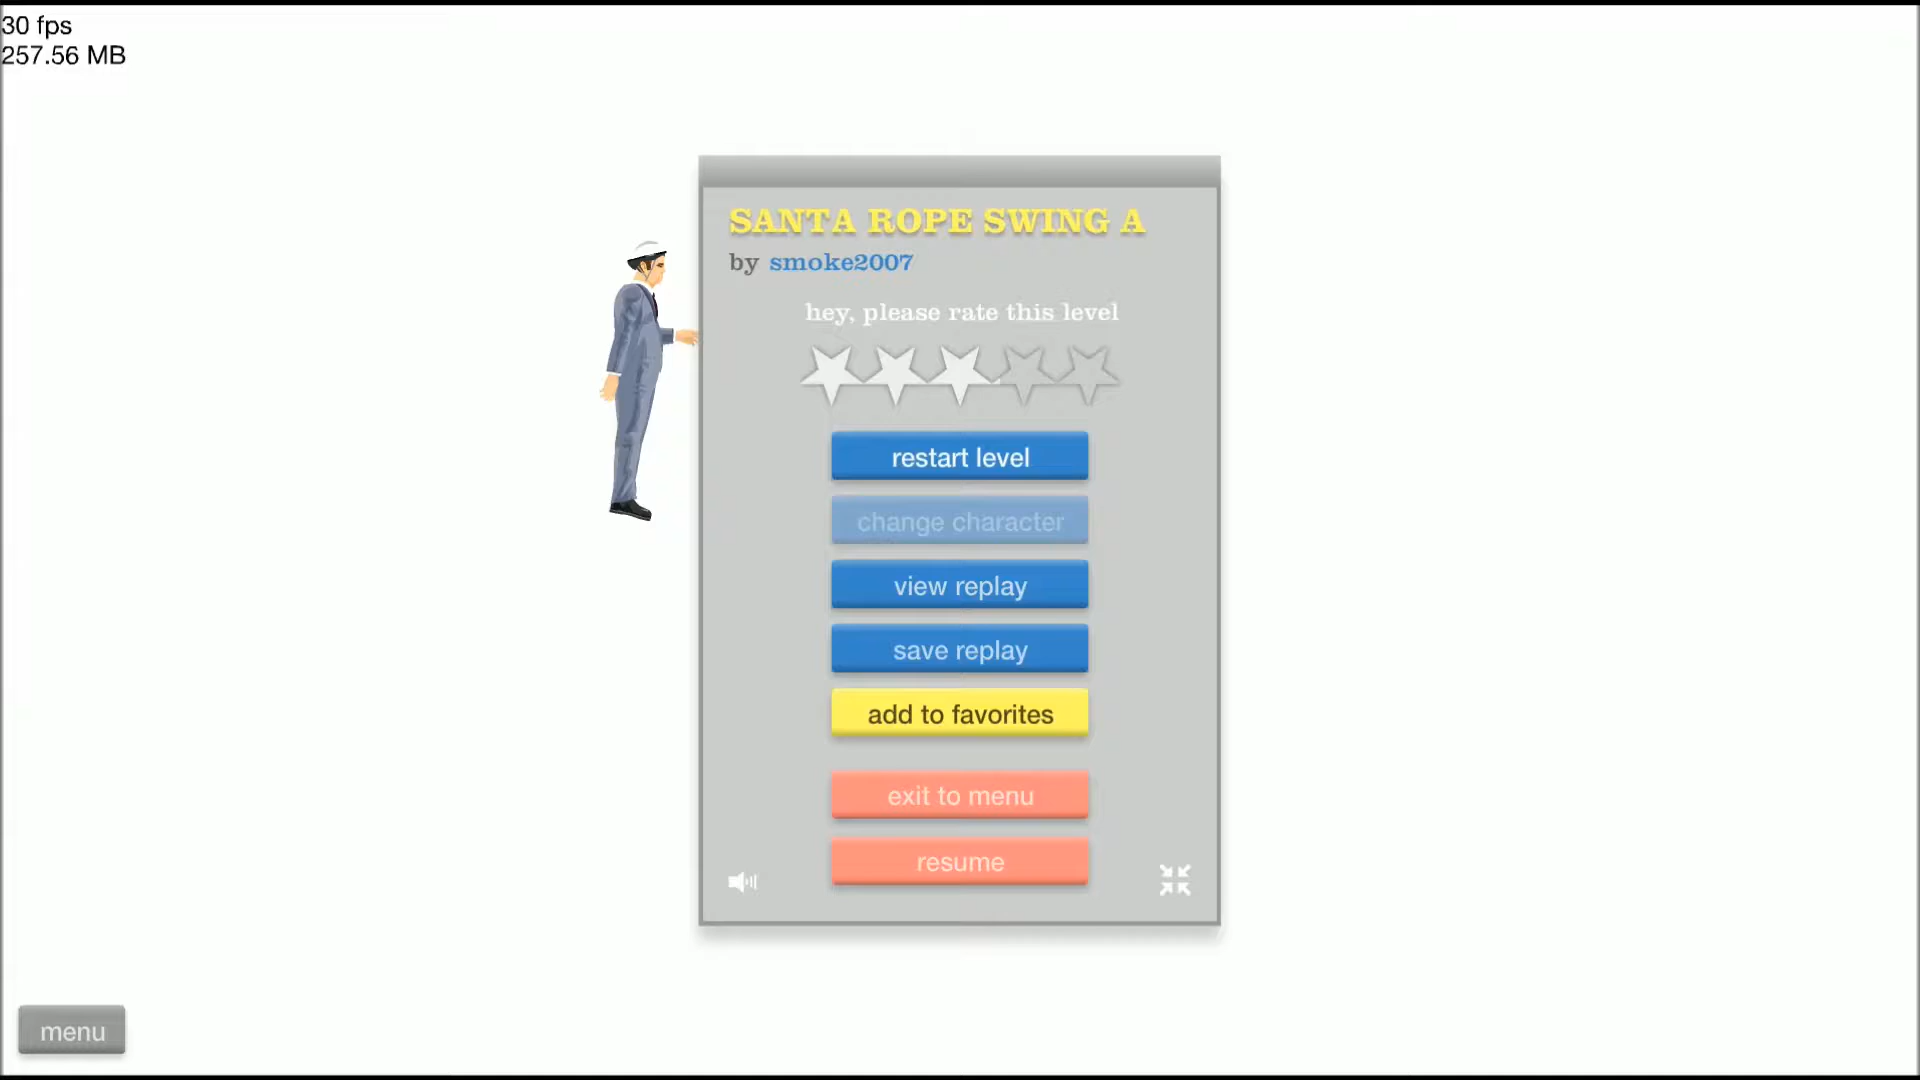 30 fps
257.56 MB
SANTA ROPE SWING A
by smoke2007
hey, please rate this level
restart level
change character
view replay
save replay
add to favorites
exit to menu
resume
menu